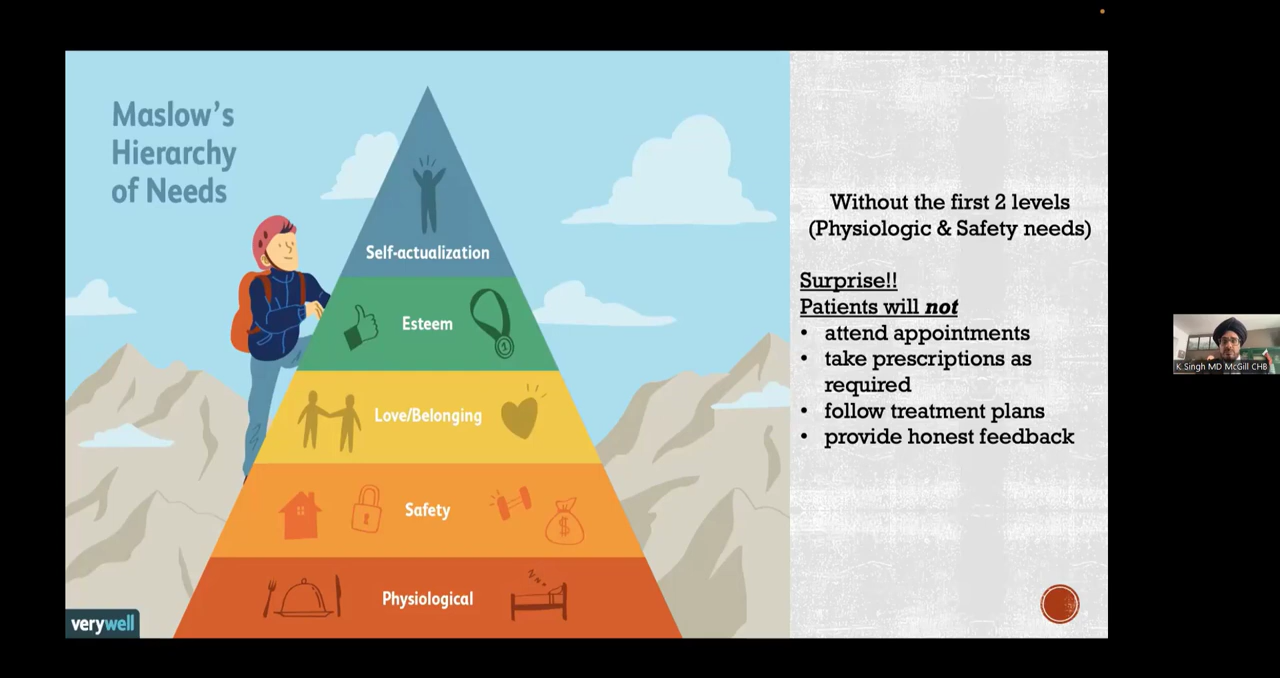 Maslow's
Hierarchy
of Needs
Self-actualization
Esteem
1
Love/Belonging
Safety
$
Physiological
zzz
verywell
Without the first 2 levels
(Physiologic & Safety needs)
Surprise!!
Patients will not
• attend appointments
• take prescriptions as
required
• follow treatment plans
• provide honest feedback
K Singh MD McGill CHB